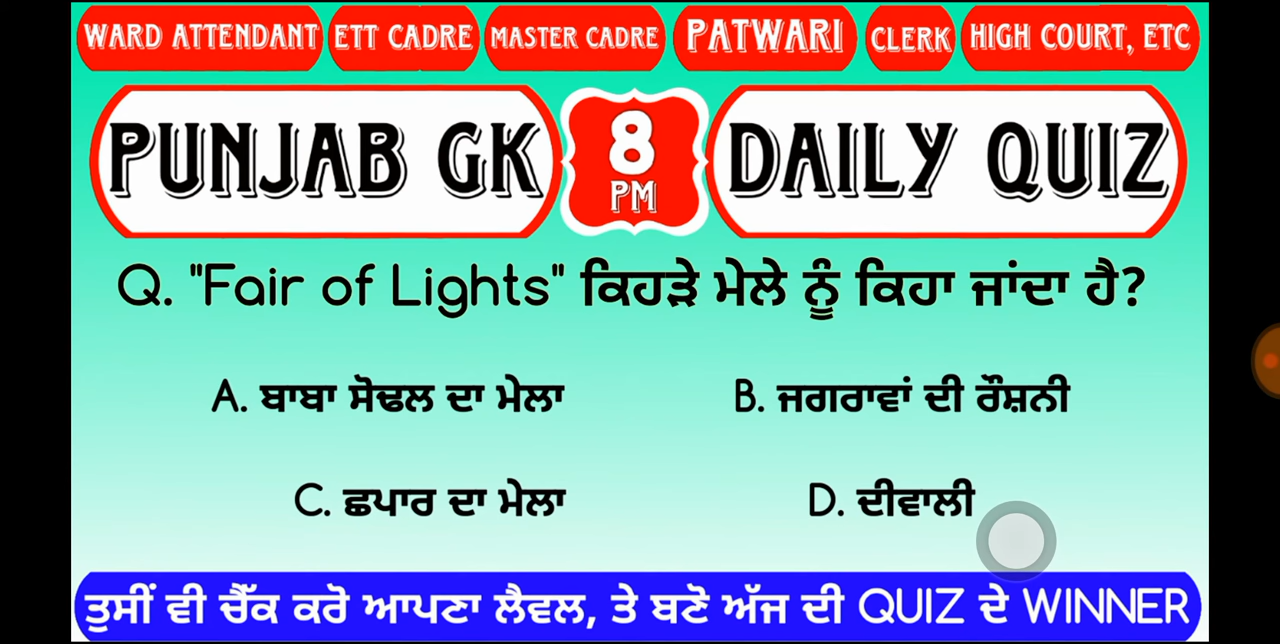 WARD ATTENDANT ETT CADRE MASTER CADRE PATWARI CLERK HIGH COURT, ETC
PUNJAB GK 8 PM DAILY QUIZ
Q. "Fair of Lights" ਕਿਹੜੇ ਮੇਲੇ ਨੂੰ ਕਿਹਾ ਜਾਂਦਾ ਹੈ?
A. ਬਾਬਾ ਸੋਢਲ ਦਾ ਮੇਲਾ B. ਜਗਰਾਵਾਂ ਦੀ ਰੌਸ਼ਨੀ
C. ਛਪਾਰ ਦਾ ਮੇਲਾ D. ਦੀਵਾਲੀ
ਤੁਸੀਂ ਵੀ ਚੈੱਕ ਕਰੋ ਆਪਣਾ ਲੈਵਲ, ਤੇ ਬਣੋ ਅੱਜ ਦੀ QUIZ ਦੇ WINNER